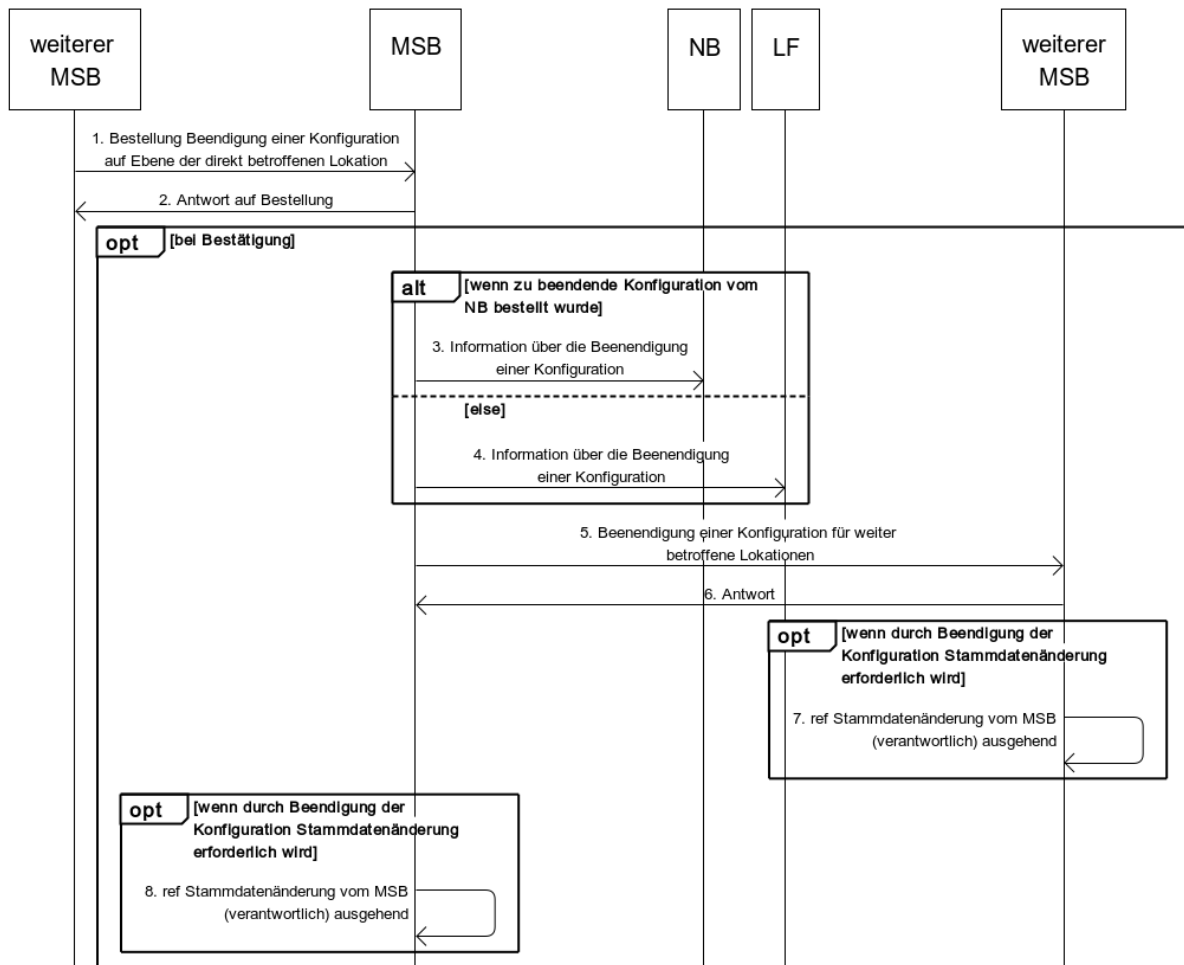 weiterer
MSB
MSB
NB
LF
weiterer
MSB
1. Bestellung Beendigung einer Konfiguration
auf Ebene der direkt betroffenen Lokation
2. Antwort auf Bestellung
opt
[bei Bestätigung]
alt
[wenn zu beendende Konfiguration vom
NB bestellt wurde]
3. Information über die Beenendigung
einer Konfiguration
[else]
4. Information über die Beenendigung
einer Konfiguration
5. Beenendigung einer Konfiguration für weiter
betroffene Lokationen
6. Antwort
opt
[wenn durch Beendigung der
Konfiguration Stammdatenänderung
erforderlich wird]
7. ref Stammdatenänderung vom MSB
(verantwortlich) ausgehend
opt
[wenn durch Beendigung der
Konfiguration Stammdatenänderung
erforderlich wird]
8. ref Stammdatenänderung vom MSB
(verantwortlich) ausgehend